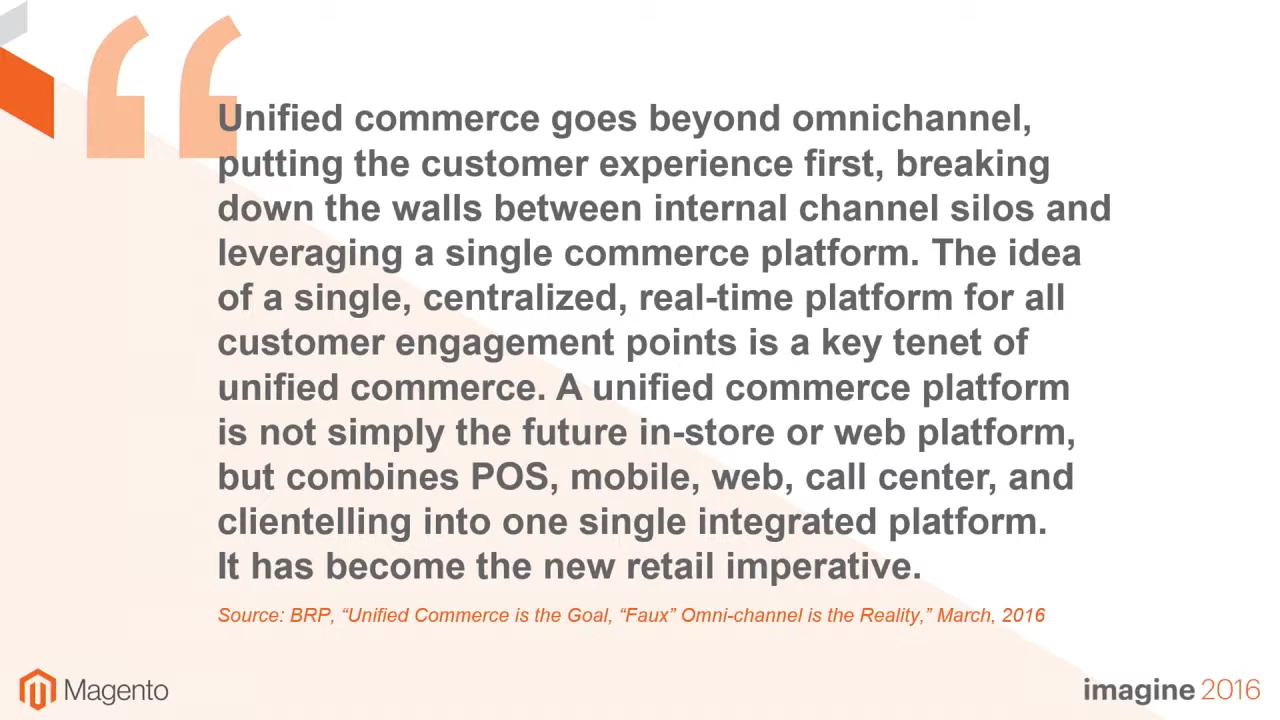 “
Unified commerce goes beyond omnichannel,
putting the customer experience first, breaking
down the walls between internal channel silos and
leveraging a single commerce platform. The idea
of a single, centralized, real-time platform for all
customer engagement points is a key tenet of
unified commerce. A unified commerce platform
is not simply the future in-store or web platform,
but combines POS, mobile, web, call center, and
clientelling into one single integrated platform.
It has become the new retail imperative.
Source: BRP, “Unified Commerce is the Goal, “Faux” Omni-channel is the Reality,” March, 2016
Magento
imagine 2016